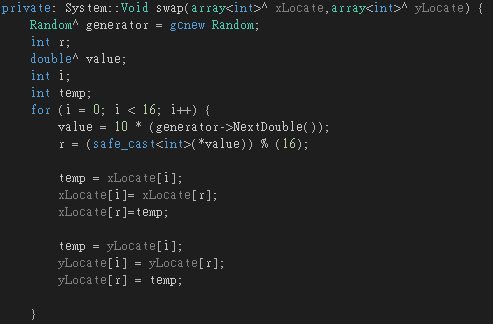 private: System::Void swap(array<int>^ xLocate,array<int>^ yLocate) {
Random^ generator = gcnew Random;
int r;
double^ value;
int i;
int temp;
for (i = 0; i < 16; i++) {
value = 10 * (generator->NextDouble());
r = (safe_cast<int>(*value)) % (16);
temp = xLocate[i];
xLocate[i]= xLocate[r];
xLocate[r]=temp;
temp = yLocate[i];
yLocate[i] = yLocate[r];
yLocate[r] = temp;
}